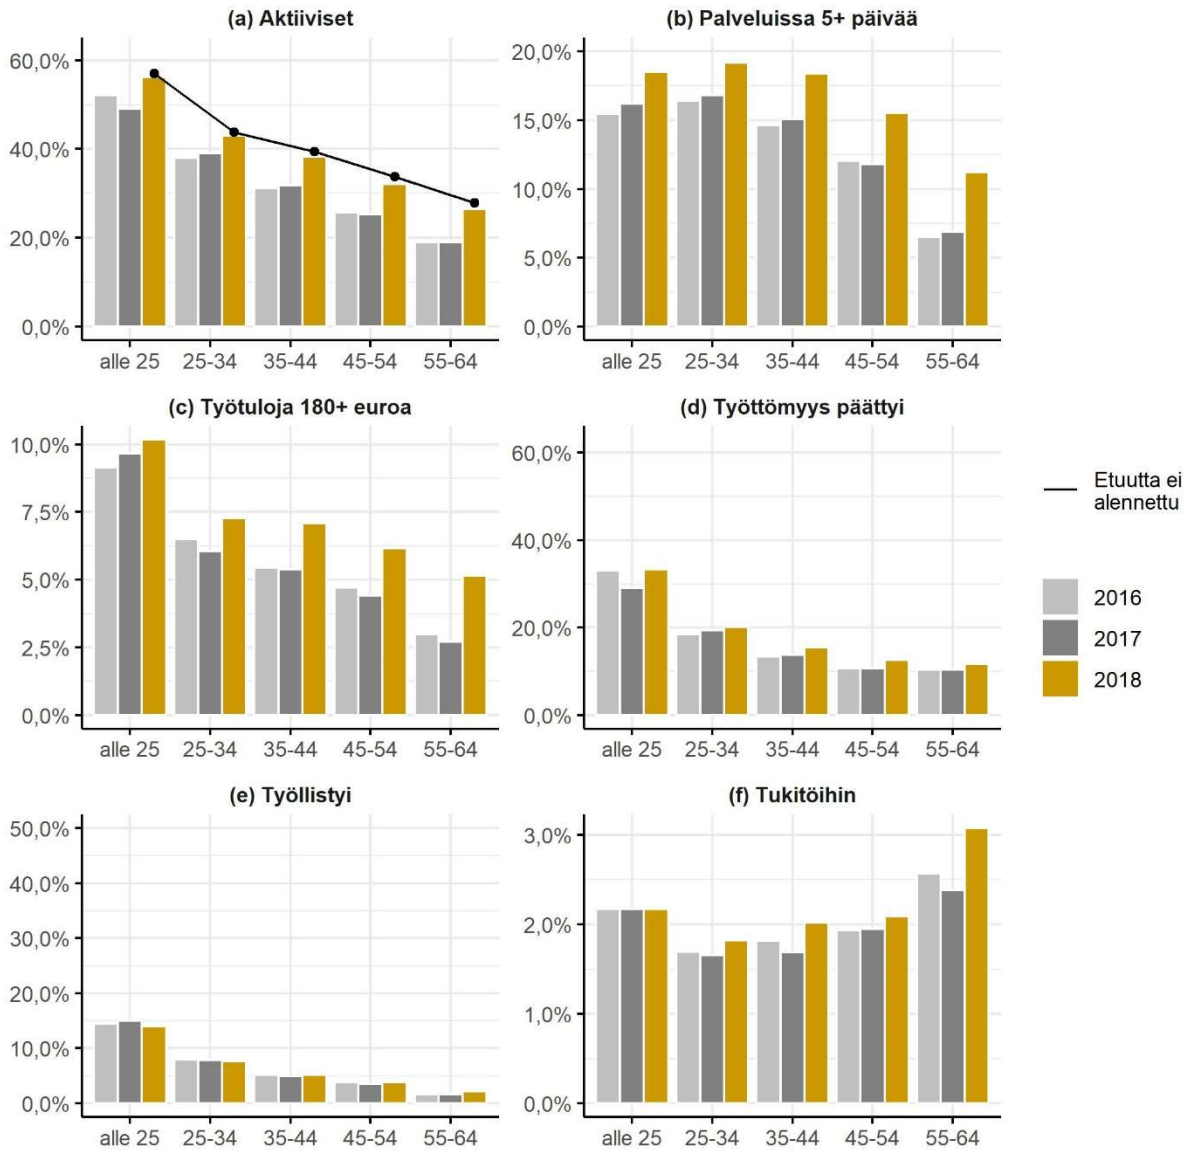 (a) Aktiiviset
60,0%
40,0%
20,0%
0,0%
alle 25 25-34 35-44 45-54 55-64
(b) Palveluissa 5+ päivää
20,0%
15,0%
10,0%
5,0%
0,0%
alle 25 25-34 35-44 45-54 55-64
(c) Työtuloja 180+ euroa
10,0%
7,5%
5,0%
2,5%
0,0%
alle 25 25-34 35-44 45-54 55-64
(d) Työttömyys päättyi
60,0%
40,0%
20,0%
0,0%
alle 25 25-34 35-44 45-54 55-64
Etuutta ei
alennettu
2016
2017
2018
(e) Työllistyi
50,0%
40,0%
30,0%
20,0%
10,0%
0,0%
alle 25 25-34 35-44 45-54 55-64
(f) Tukitöihin
3,0%
2,0%
1,0%
0,0%
alle 25 25-34 35-44 45-54 55-64